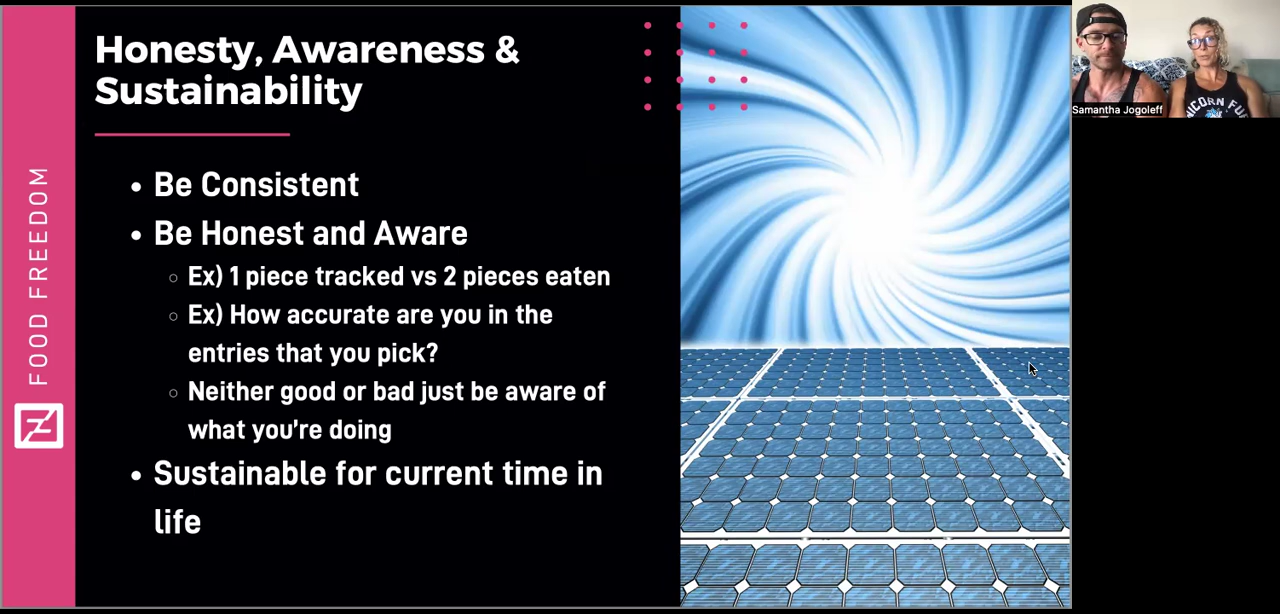 Honesty, Awareness &
Sustainability
FOOD FREEDOM
• Be Consistent
• Be Honest and Aware
◦ Ex) 1 piece tracked vs 2 pieces eaten
◦ Ex) How accurate are you in the
entries that you pick?
◦ Neither good or bad just be aware of
what you're doing
• Sustainable for current time in
life
Samantha Jogoleff